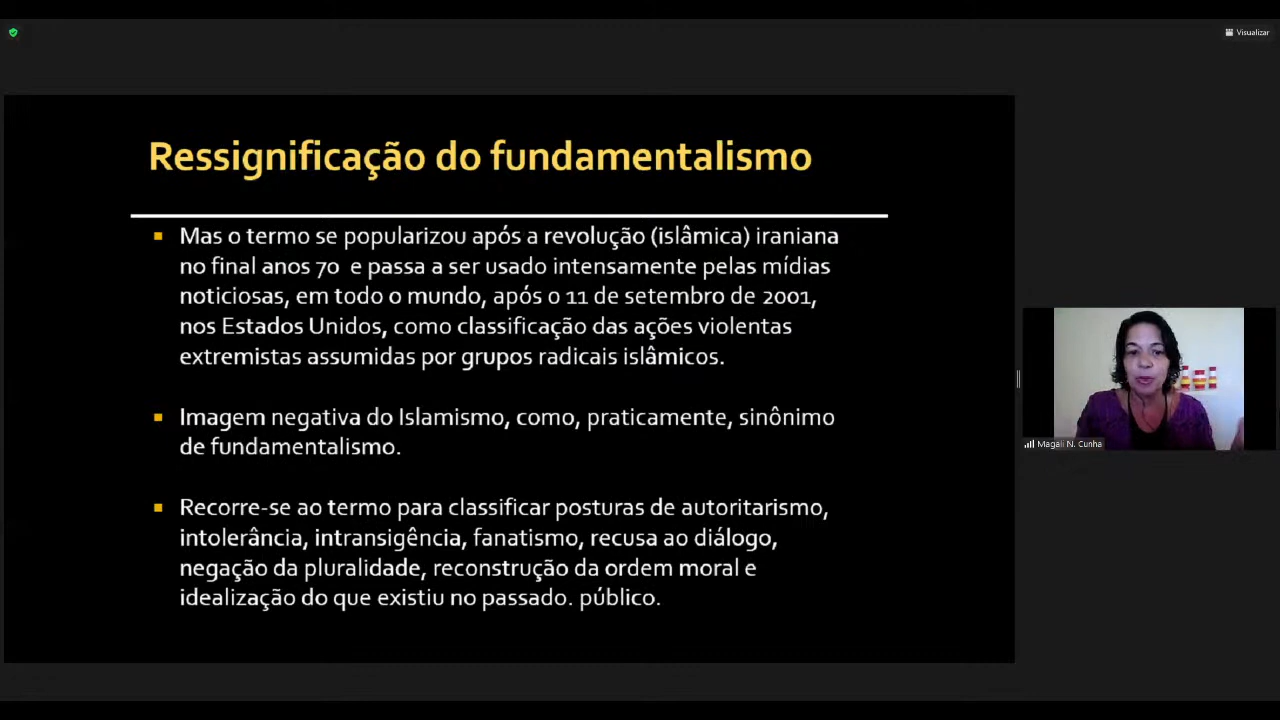 Visualizar
Ressignificação do fundamentalismo
Mas o termo se popularizou após a revolução (islâmica) iraniana
no final anos 70 e passa a ser usado intensamente pelas mídias
noticiosas, em todo o mundo, após o 11 de setembro de 2001,
nos Estados Unidos, como classificação das ações violentas
extremistas assumidas por grupos radicais islâmicos.
Imagem negativa do Islamismo, como, praticamente, sinônimo
de fundamentalismo.
Recorre-se ao termo para classificar posturas de autoritarismo,
intolerância, intransigência, fanatismo, recusa ao diálogo,
negação da pluralidade, reconstrução da ordem moral e
idealização do que existiu no passado. público.
Magali N. Cunha